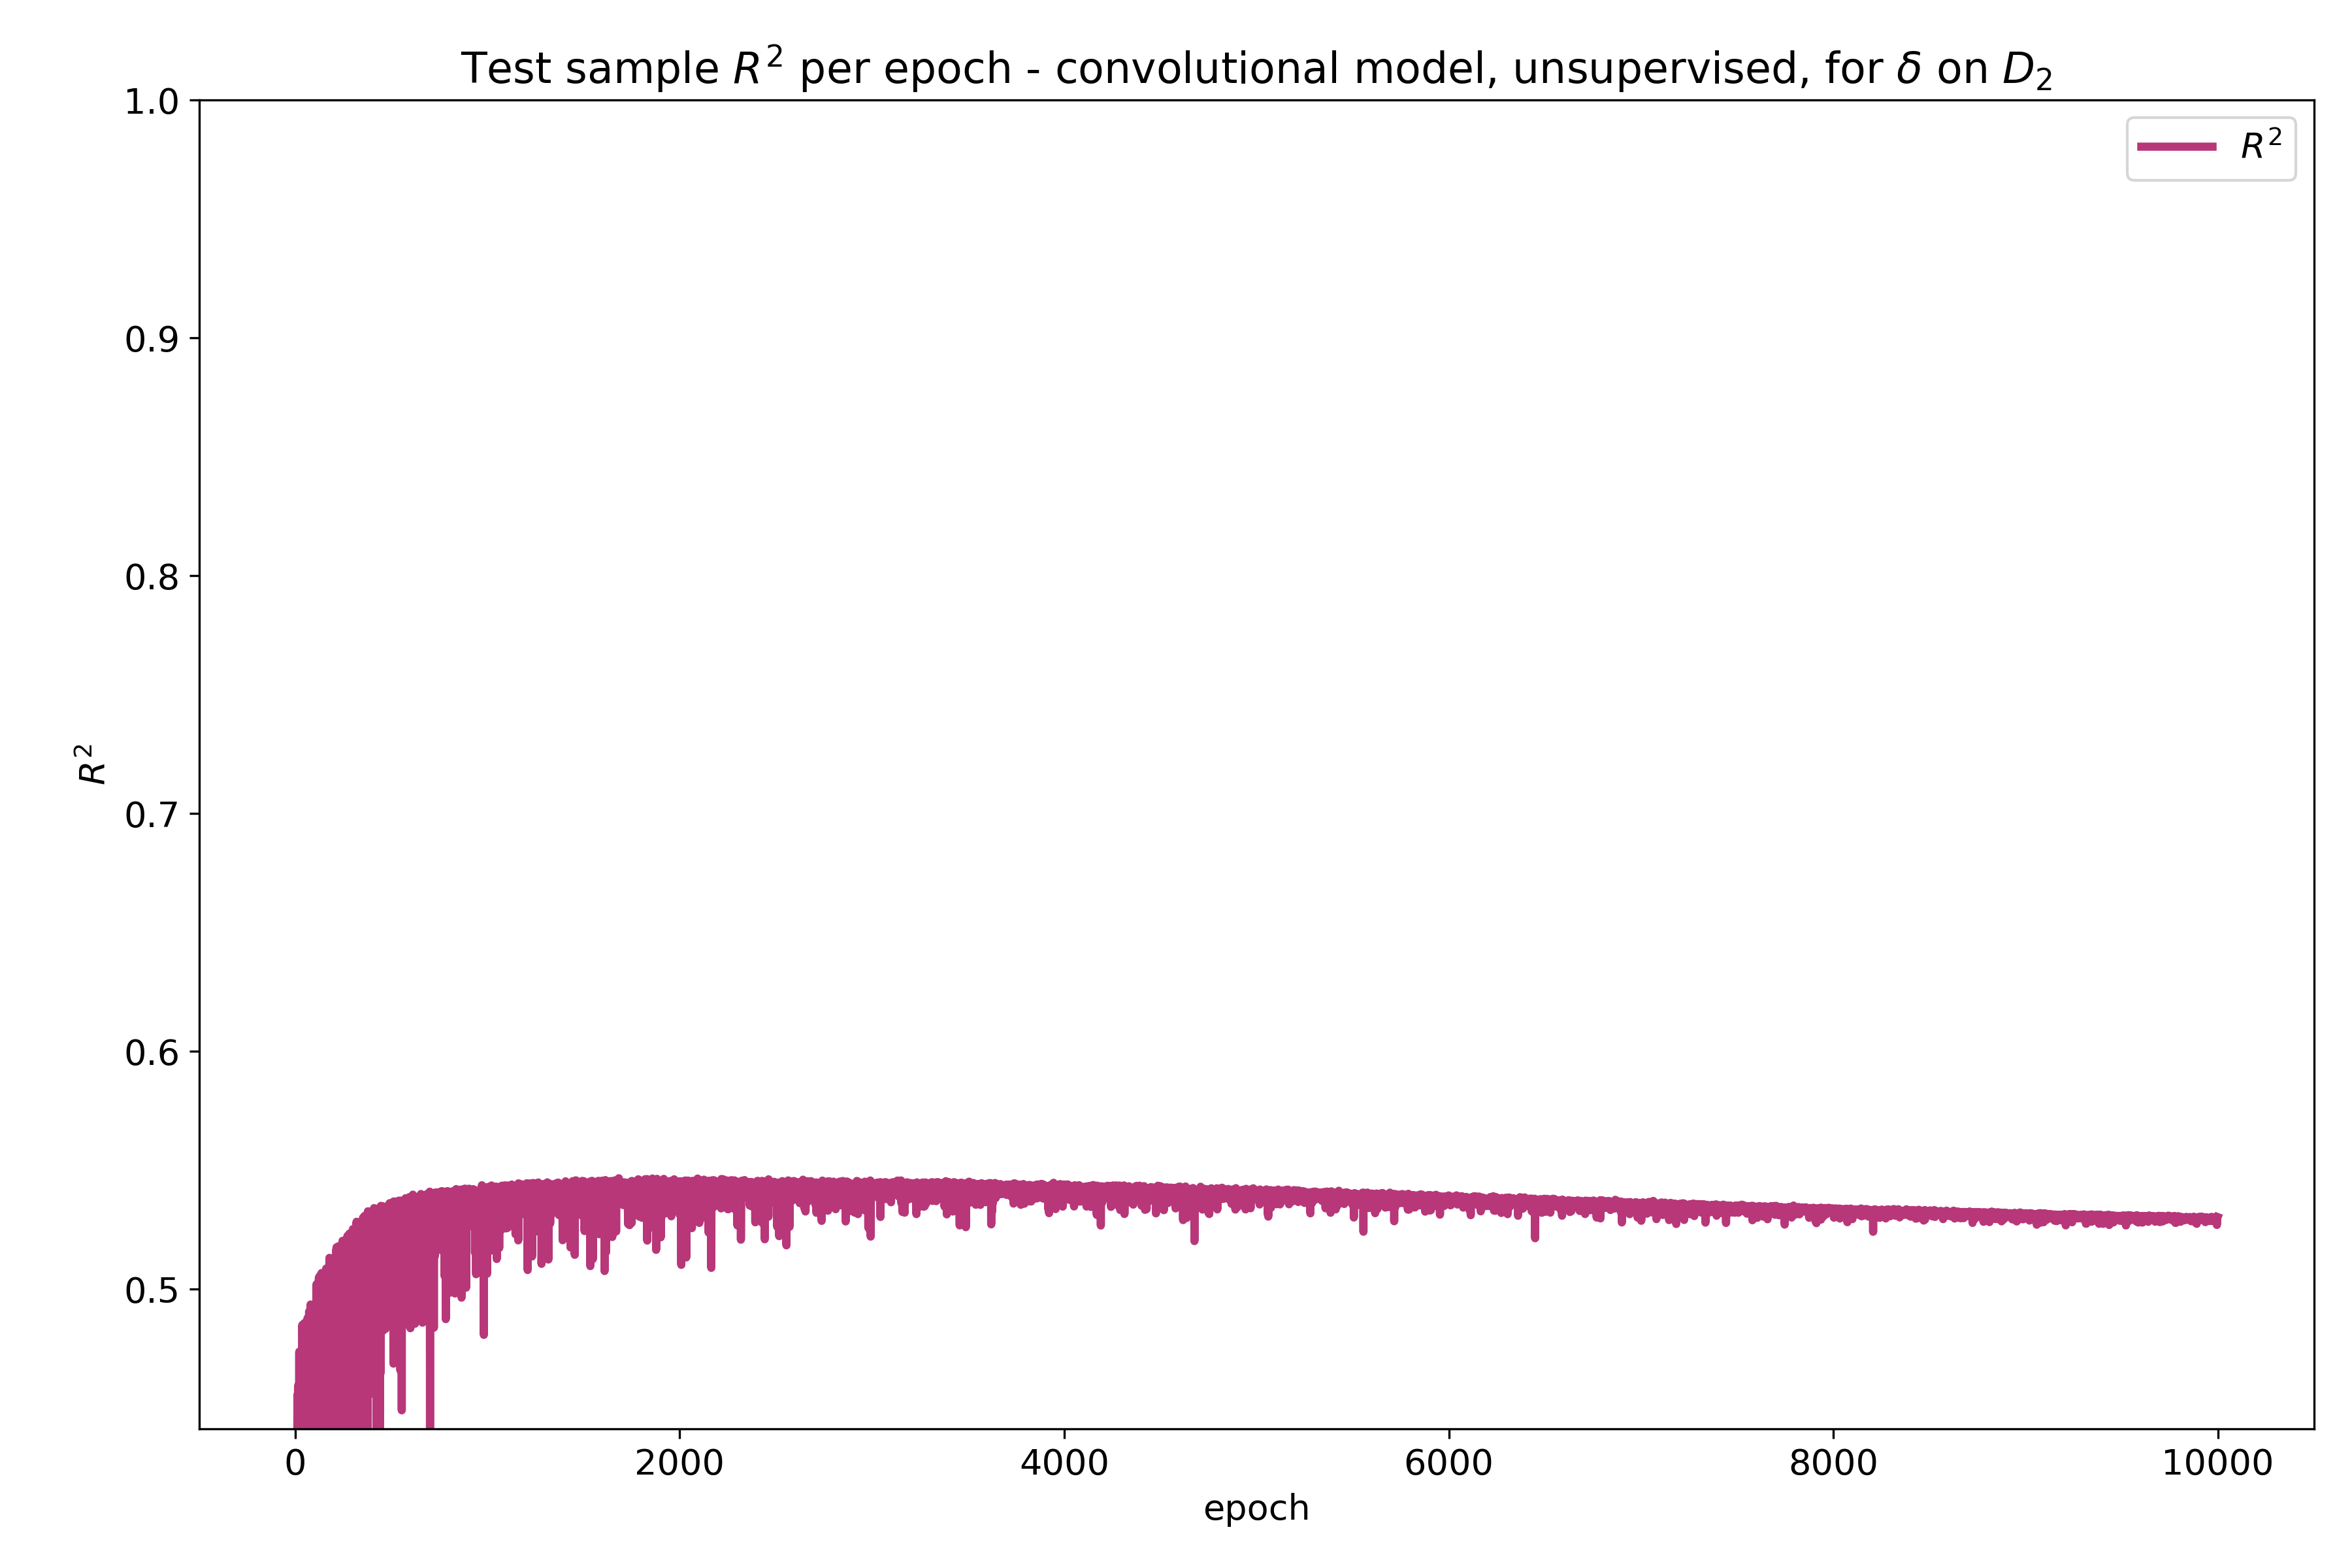 Test sample R² per epoch - convolutional model, unsupervised, for δ on D₂
R²
1.0
0.9
0.8
0.7
0.6
0.5
R²
0 2000 4000 6000 8000 10000
epoch